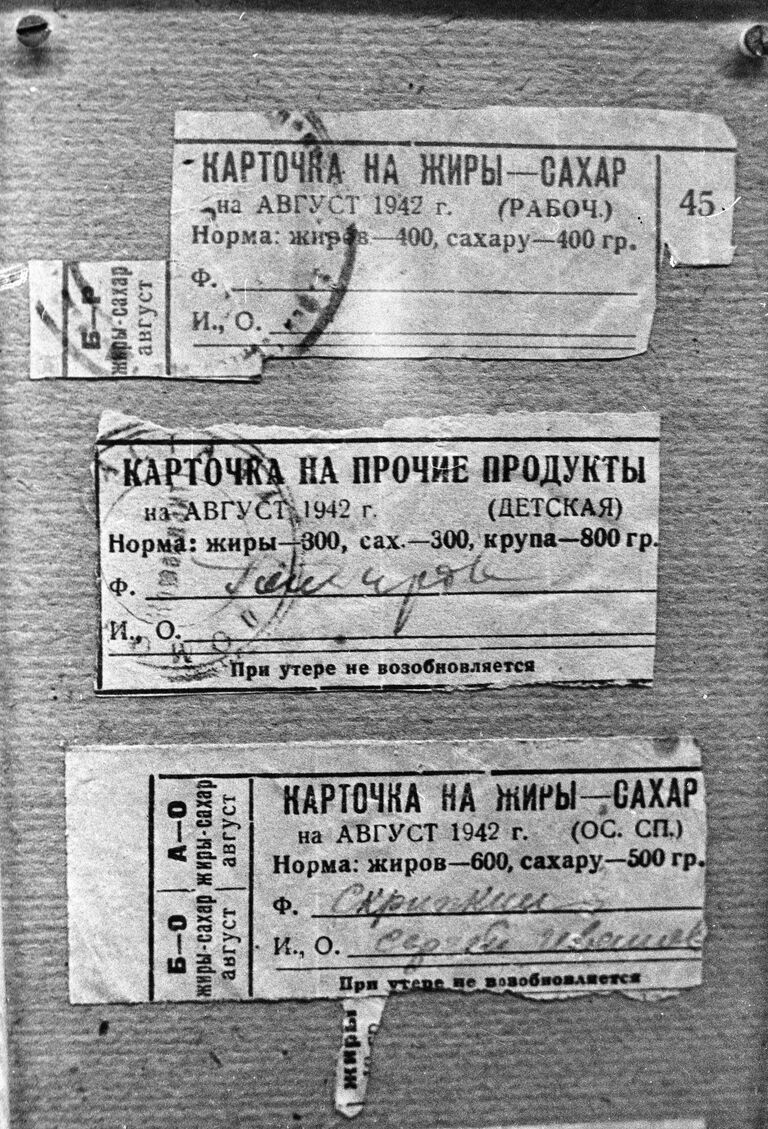 КАРТОЧКА НА ЖИРЫ—САХАР
на АВГУСТ 1942 г. (РАБОЧ.)
45
Норма: жиров—400, сахару—400 гр.
Ф.
И., О.
Б—Р
жиры-сахар
август
КАРТОЧКА НА ПРОЧИЕ ПРОДУКТЫ
на АВГУСТ 1942 г. (ДЕТСКАЯ)
Норма: жиры—300, сах.—300, крупа—800 гр.
Ф.
И., О.
При утере не возобновляется
А—О
жиры-сахар
август
Б—О
жиры-сахар
август
КАРТОЧКА НА ЖИРЫ—САХАР
на АВГУСТ 1942 г. (ОС. СП.)
Норма: жиров—600, сахару—500 гр.
Ф. Скрипкин
И., О. Сергей
При утере не возобновляется
жиры